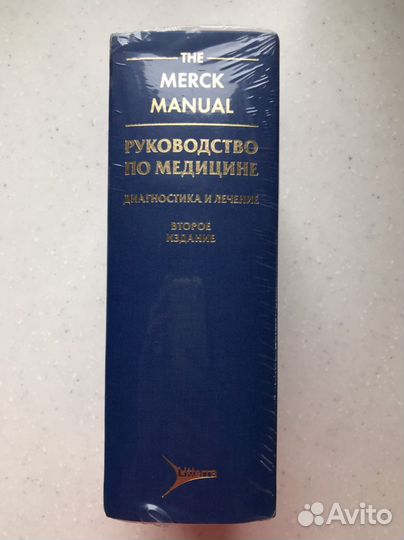 THE
MERCK
MANUAL
РУКОВОДСТВО
ПО МЕДИЦИНЕ
ДИАГНОСТИКА И ЛЕЧЕНИЕ
ВТОРОЕ
ИЗДАНИЕ
Litterra
Avito